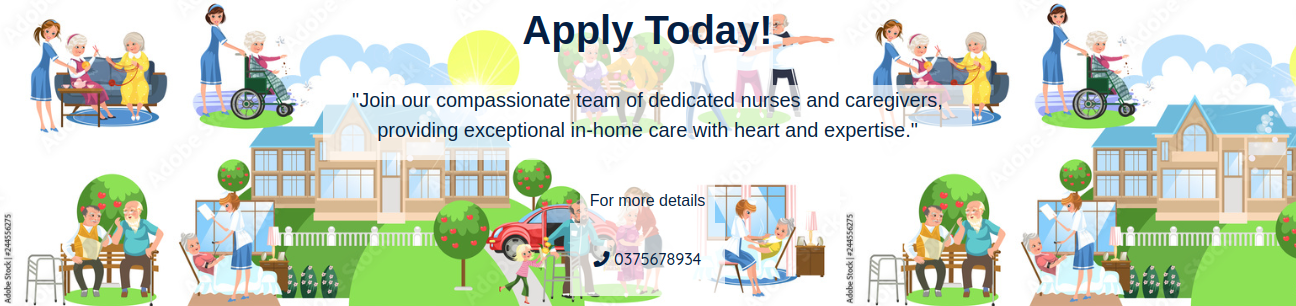 Apply Today!
"Join our compassionate team of dedicated nurses and caregivers,
providing exceptional in-home care with heart and expertise."
For more details
0375678934
Adobe Stock | #244556275
Adobe Stock | #244556275